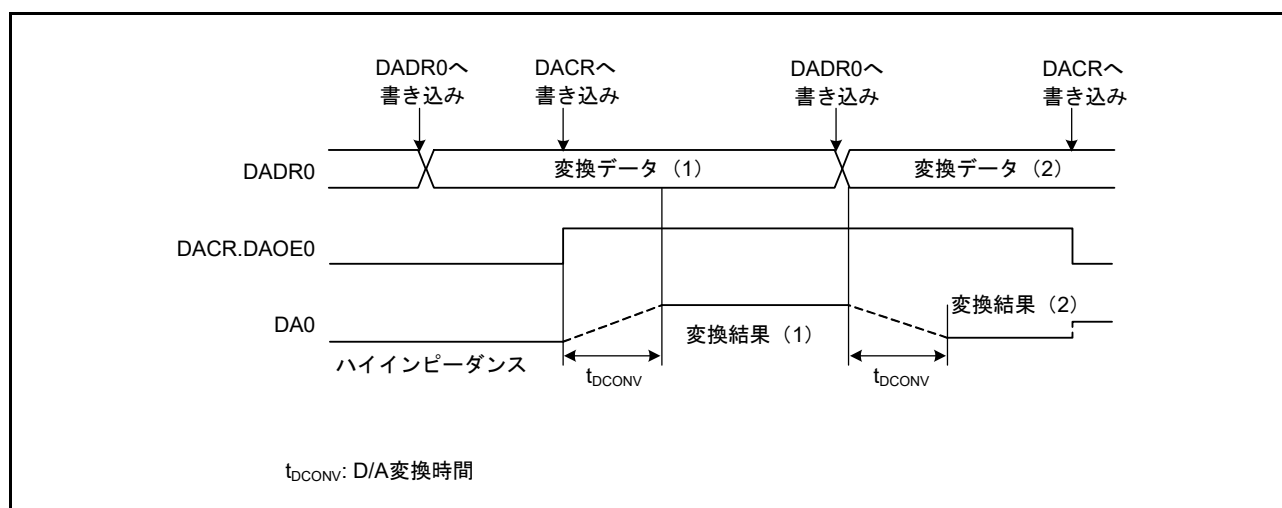 DADR0へ
書き込み
DACRへ
書き込み
DADR0へ
書き込み
DACRへ
書き込み
DADR0
変換データ（1）
変換データ（2）
DACR.DAOE0
DA0
変換結果（2）
変換結果（1）
ハイインピーダンス
tDCONV
tDCONV
tDCONV: D/A変換時間